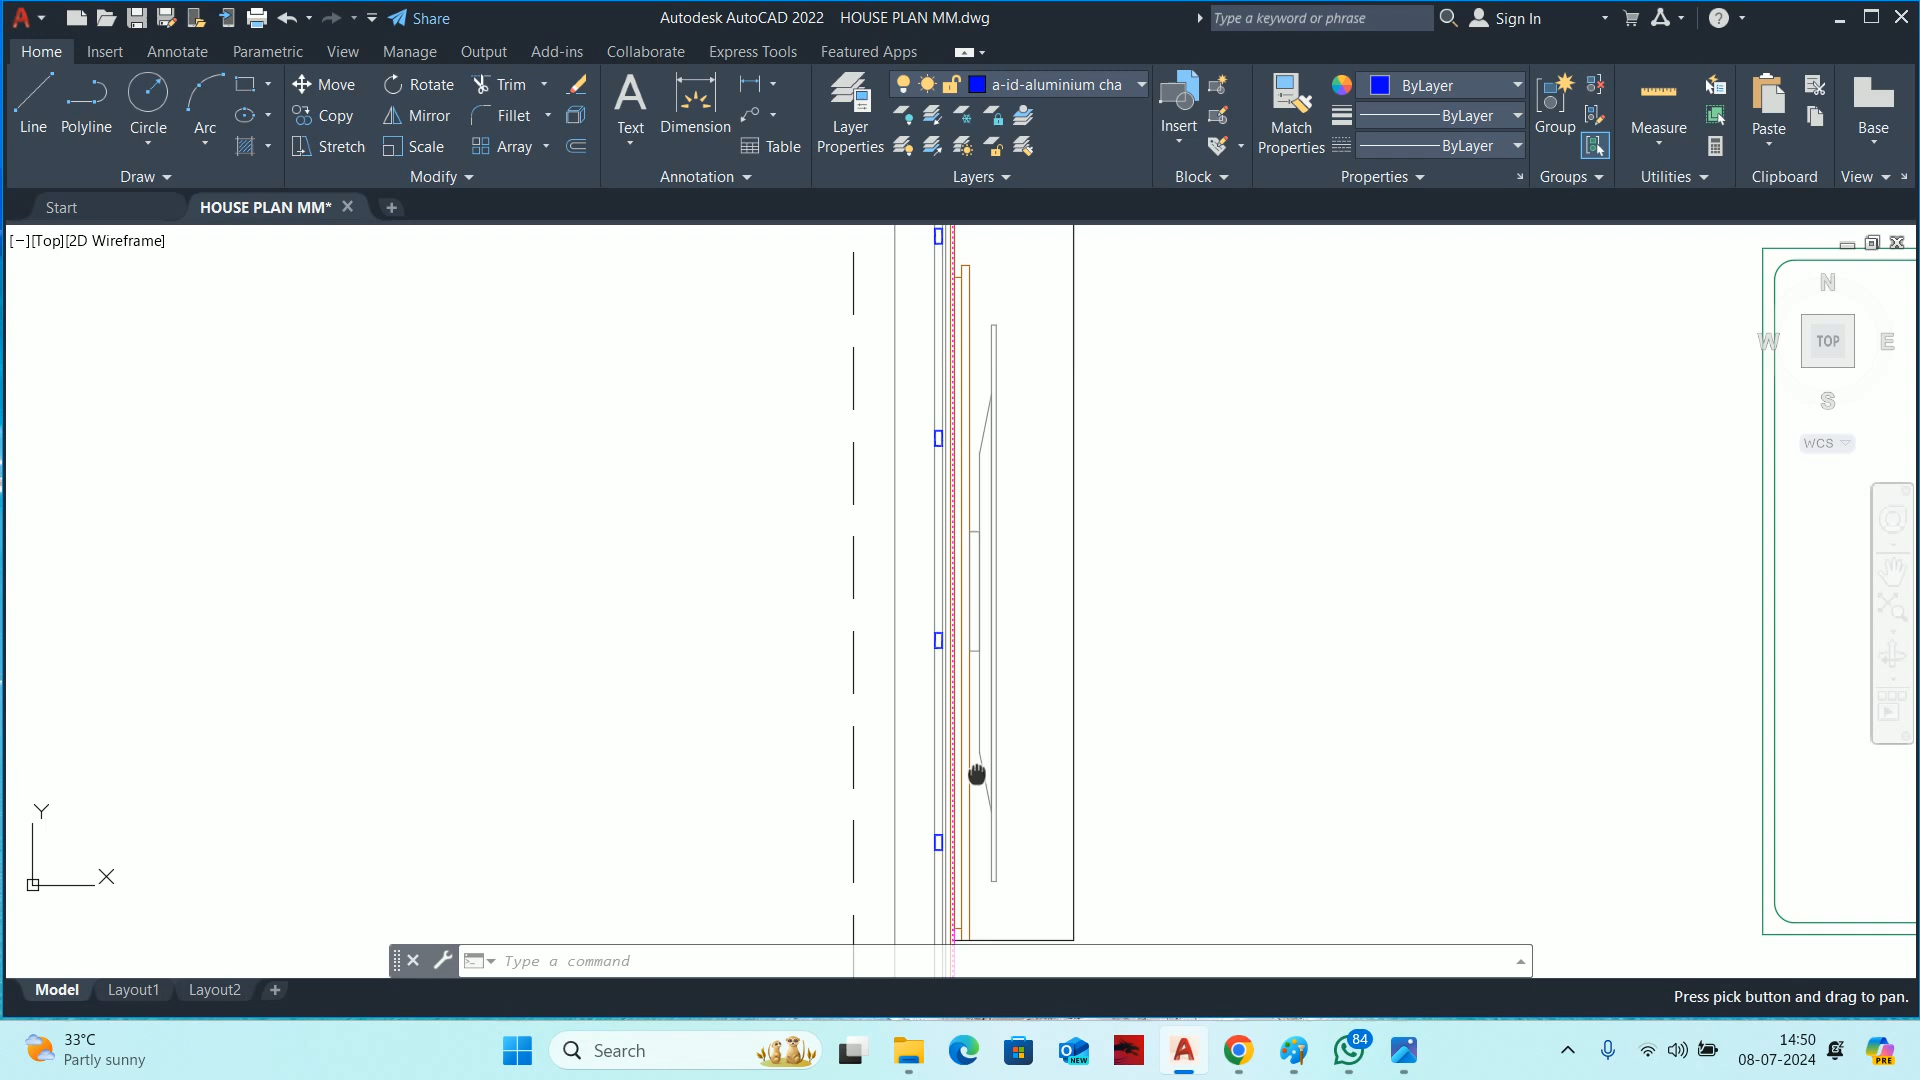 Share
Autodesk AutoCAD 2022 HOUSE PLAN MM.dwg
Type a keyword or phrase
Sign In
Home Insert Annotate Parametric View Manage Output Add-ins Collaborate Express Tools Featured Apps
Line
Polyline
Circle
Arc
Move
Copy
Stretch
Rotate
Mirror
Scale
Trim
Fillet
Array
Text
Dimension
Table
Layer
Properties
a-id-aluminium cha
Insert
Match
Properties
ByLayer
ByLayer
ByLayer
Group
Measure
Paste
Base
Draw
Modify
Annotation
Layers
Block
Properties
Groups
Utilities
Clipboard
View
Start
HOUSE PLAN MM*
[−][Top][2D Wireframe]
N
W
TOP
E
S
WCS
Y
X
Type a command
Model Layout1 Layout2
Press pick button and drag to pan.
33°C
Partly sunny
Search
NEW
84
14:50
08-07-2024
PRE